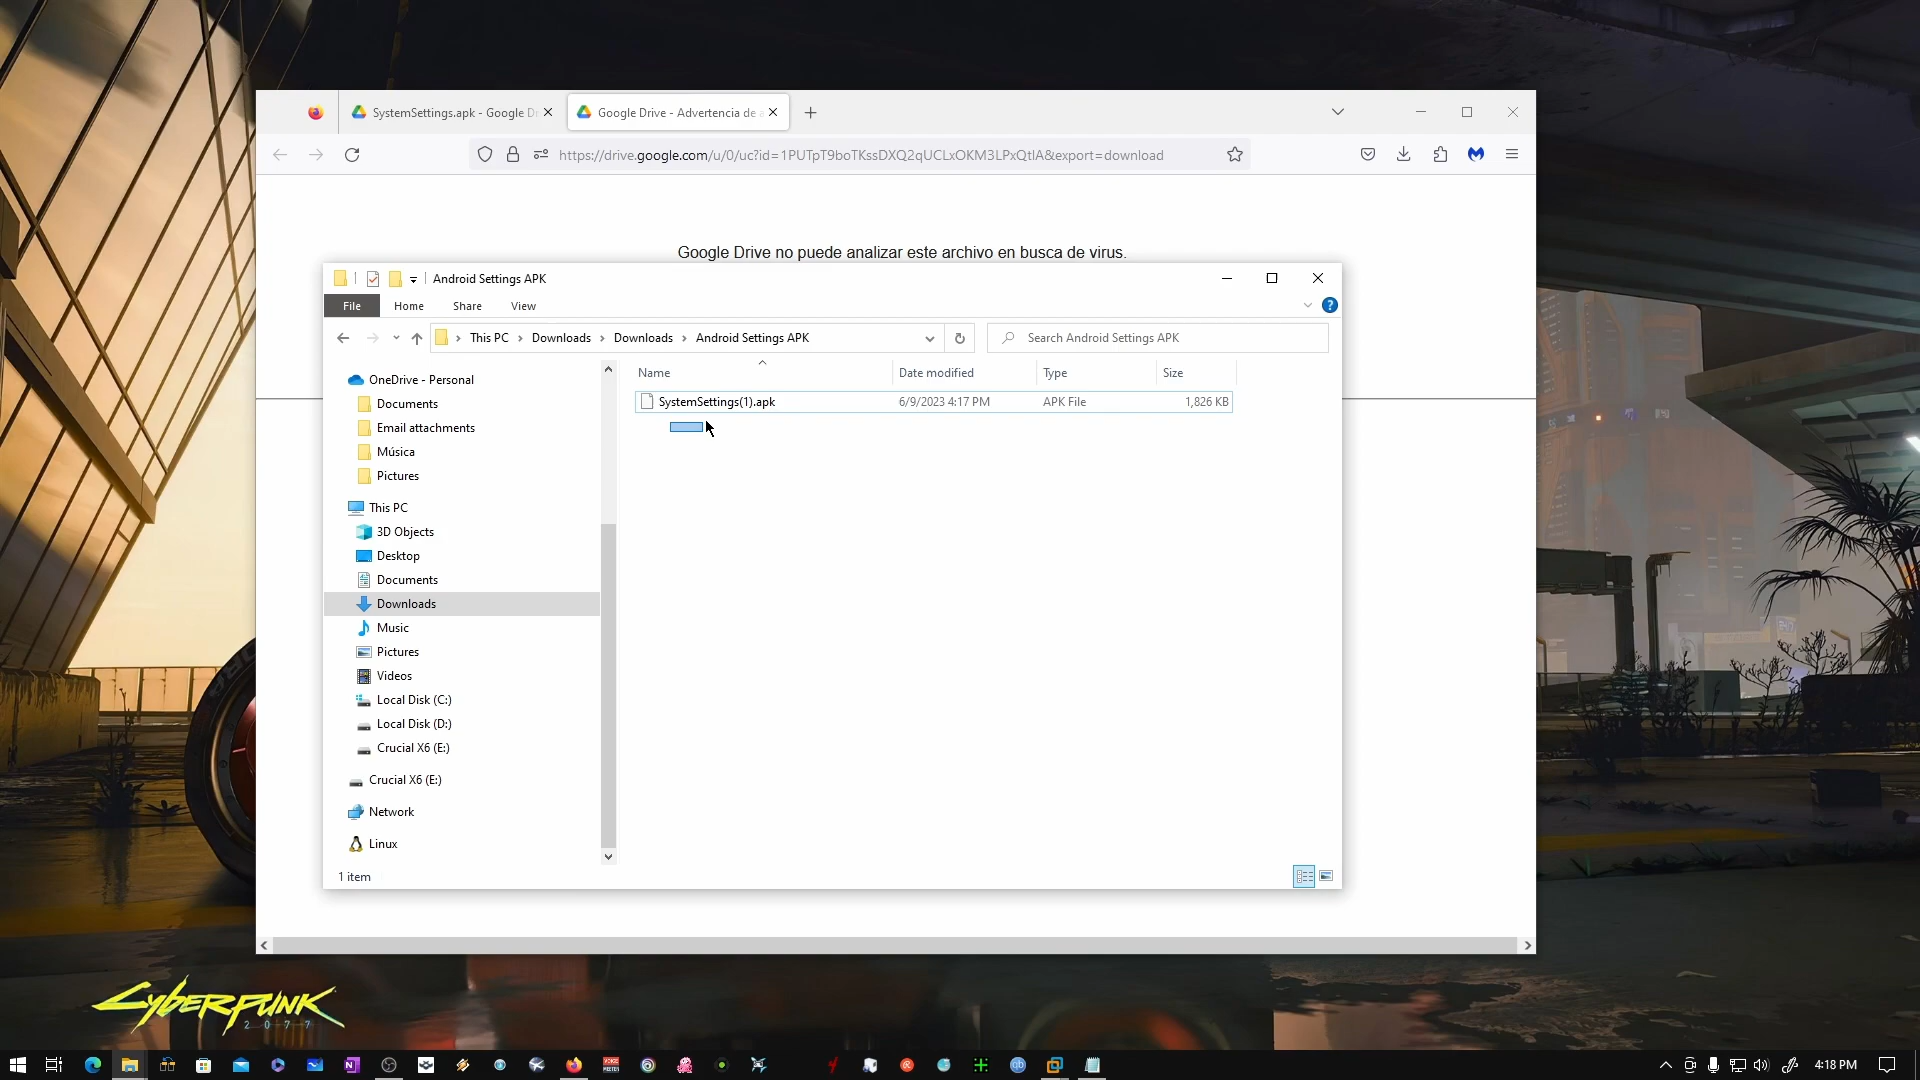 SystemSettings.apk - Google D
Google Drive - Advertencia de a
https://drive.google.com/u/0/uc?id=1PUTpT9boTKssDXQ2qUCLxOKM3LPxQtIA&export=download
Google Drive no puede analizar este archivo en busca de virus.
Android Settings APK
File Home Share View
This PC > Downloads > Downloads > Android Settings APK
Search Android Settings APK
Name Date modified Type Size
SystemSettings(1).apk 6/9/2023 4:17 PM APK File 1,826 KB
OneDrive - Personal
Documents
Email attachments
Música
Pictures
This PC
3D Objects
Desktop
Documents
Downloads
Music
Pictures
Videos
Local Disk (C:)
Local Disk (D:)
Crucial X6 (E:)
Crucial X6 (E:)
Network
Linux
1 item
Cyberpunk
2077
4:18 PM